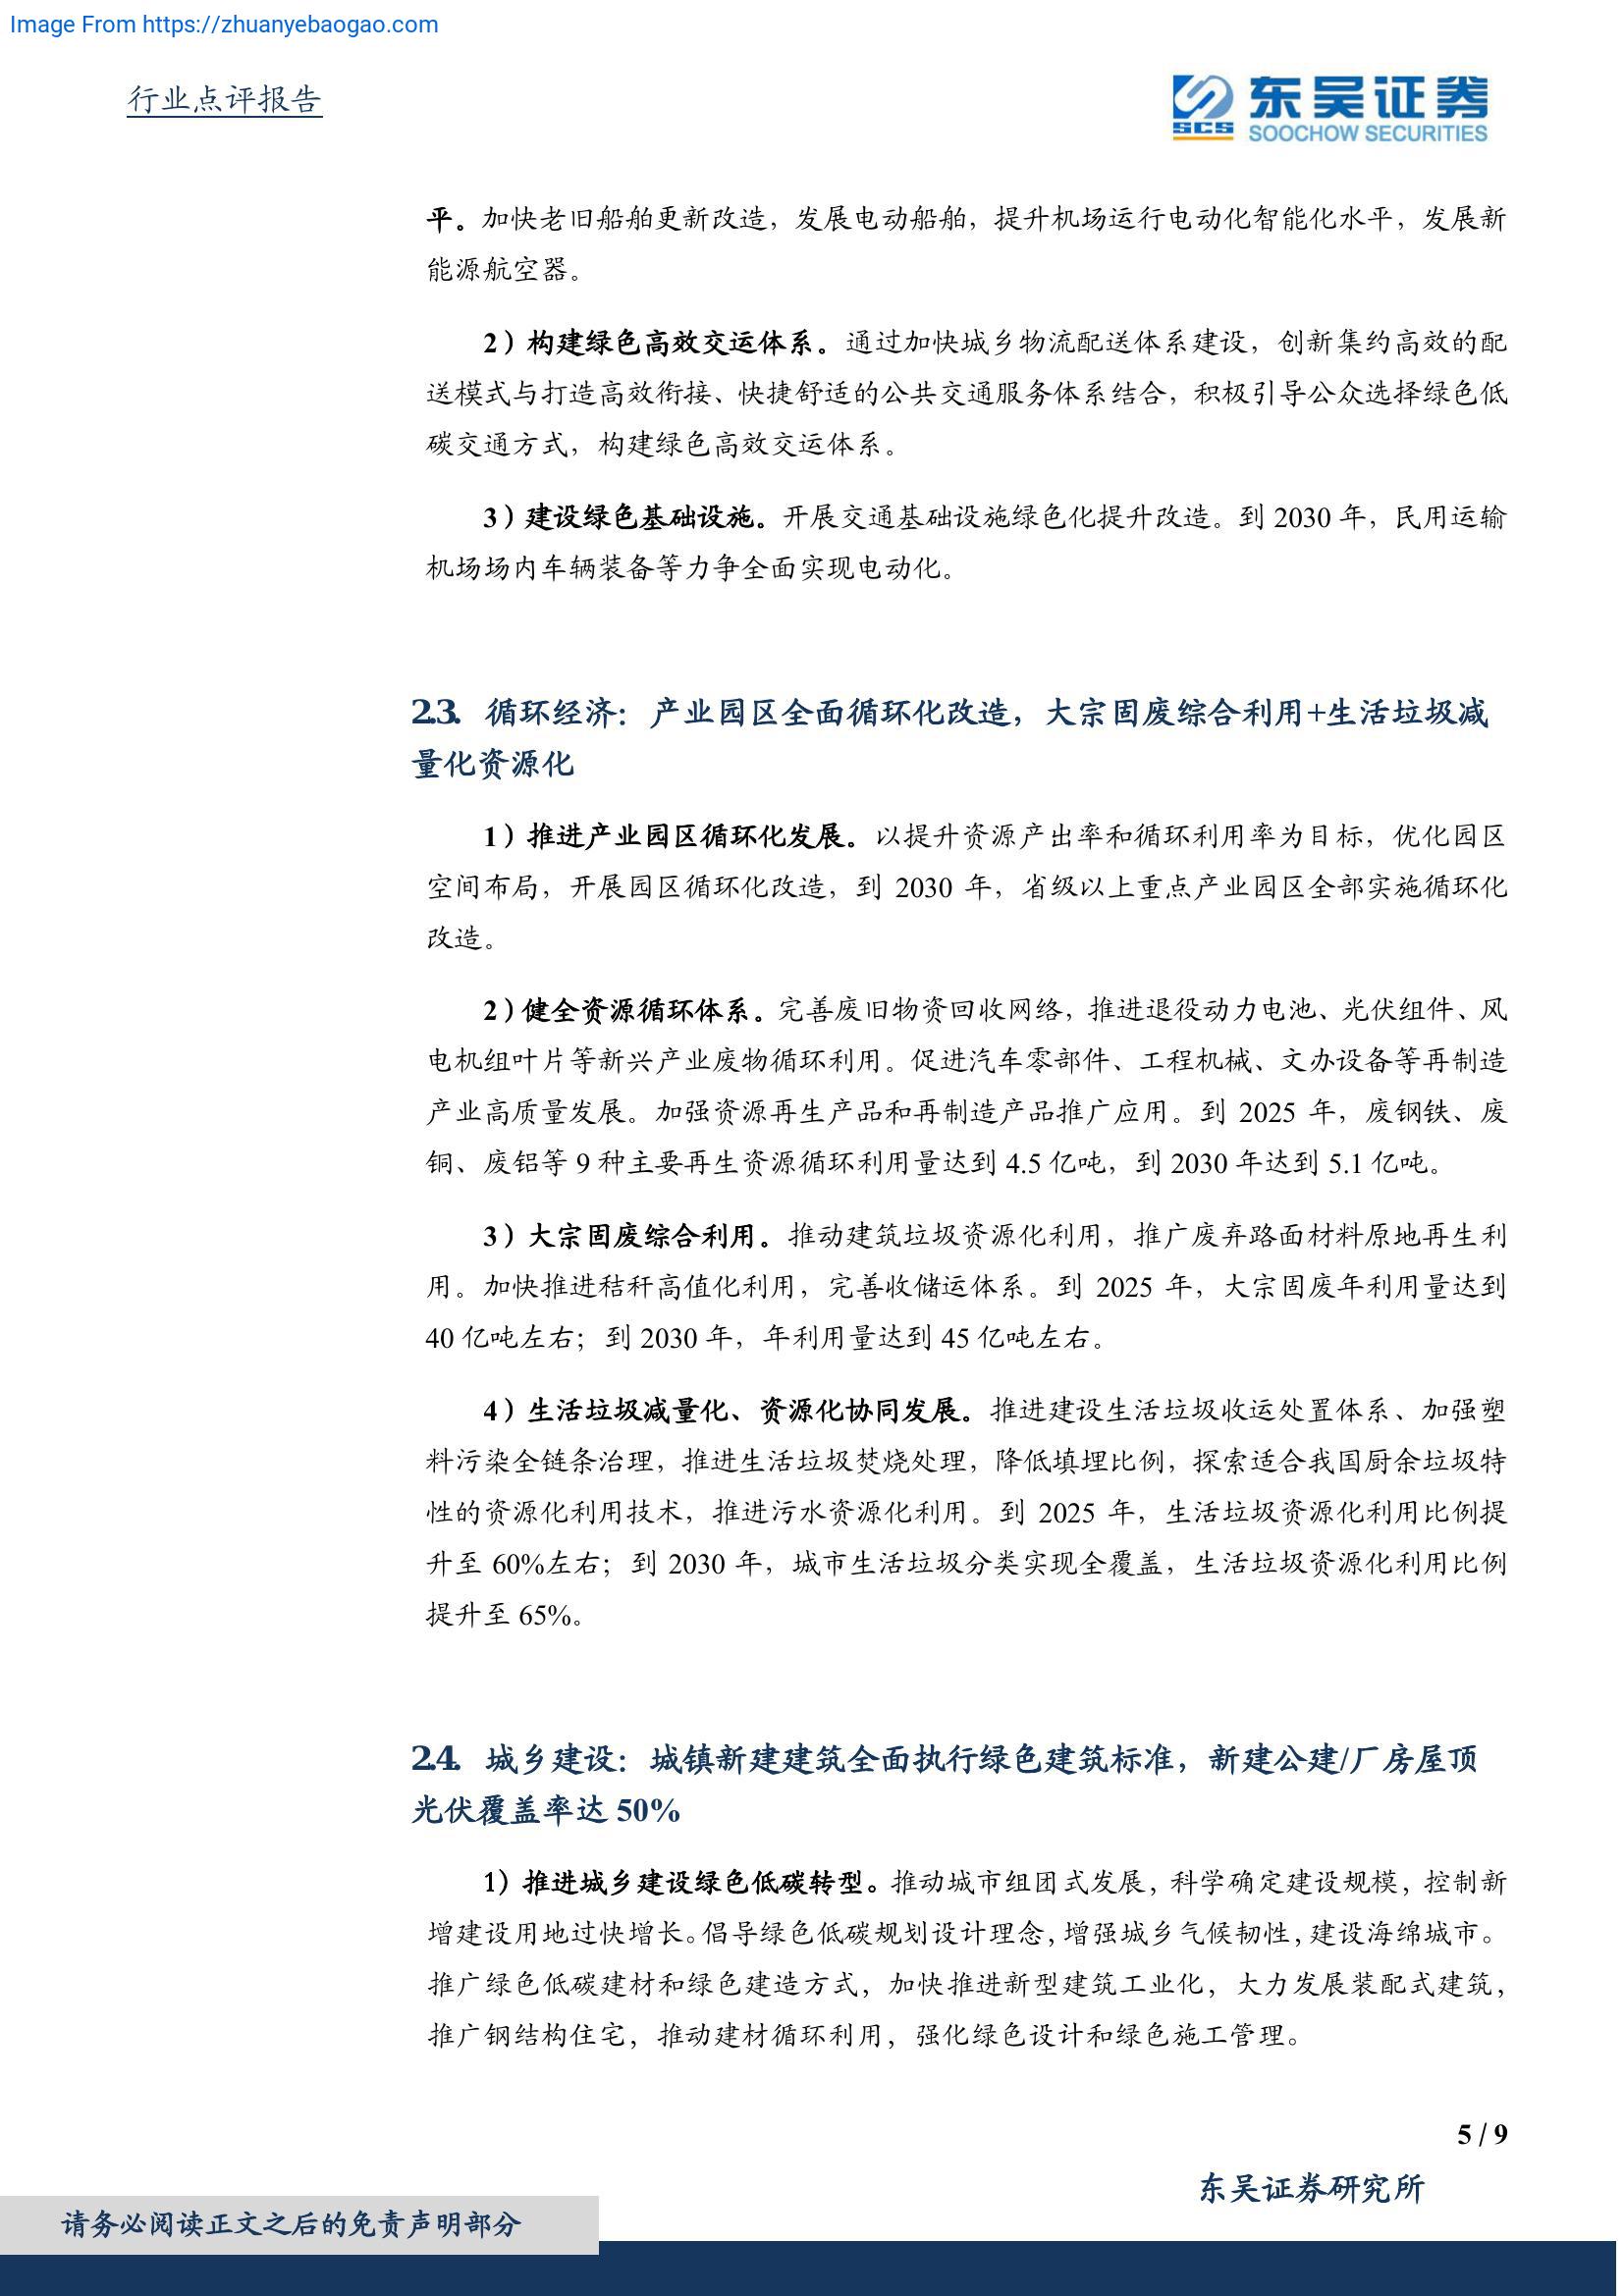 Image From https://zhuanyebaogao.com
行业点评报告
东吴证券
SCS
SOOCHOW SECURITIES
平。加快老旧船舶更新改造，发展电动船舶，提升机场运行电动化智能化水平，发展新
能源航空器。
2）构建绿色高效交运体系。通过加快城乡物流配送体系建设，创新集约高效的配
送模式与打造高效衔接、快捷舒适的公共交通服务体系结合，积极引导公众选择绿色低
碳交通方式，构建绿色高效交运体系。
3）建设绿色基础设施。开展交通基础设施绿色化提升改造。到 2030 年，民用运输
机场场内车辆装备等力争全面实现电动化。
2.3. 循环经济：产业园区全面循环化改造，大宗固废综合利用+生活垃圾减
量化资源化
1）推进产业园区循环化发展。以提升资源产出率和循环利用率为目标，优化园区
空间布局，开展园区循环化改造，到 2030 年，省级以上重点产业园区全部实施循环化
改造。
2）健全资源循环体系。完善废旧物资回收网络，推进退役动力电池、光伏组件、风
电机组叶片等新兴产业废物循环利用。促进汽车零部件、工程机械、文办设备等再制造
产业高质量发展。加强资源再生产品和再制造产品推广应用。到 2025 年，废钢铁、废
铜、废铝等 9 种主要再生资源循环利用量达到 4.5 亿吨，到 2030 年达到 5.1 亿吨。
3）大宗固废综合利用。推动建筑垃圾资源化利用，推广废弃路面材料原地再生利
用。加快推进秸秆高值化利用，完善收储运体系。到 2025 年，大宗固废年利用量达到
40 亿吨左右；到 2030 年，年利用量达到 45 亿吨左右。
4）生活垃圾减量化、资源化协同发展。推进建设生活垃圾收运处置体系、加强塑
料污染全链条治理，推进生活垃圾焚烧处理，降低填埋比例，探索适合我国厨余垃圾特
性的资源化利用技术，推进污水资源化利用。到 2025 年，生活垃圾资源化利用比例提
升至 60%左右；到 2030 年，城市生活垃圾分类实现全覆盖，生活垃圾资源化利用比例
提升至 65%。
2.4. 城乡建设：城镇新建建筑全面执行绿色建筑标准，新建公建/厂房屋顶
光伏覆盖率达 50%
1）推进城乡建设绿色低碳转型。推动城市组团式发展，科学确定建设规模，控制新
增建设用地过快增长。倡导绿色低碳规划设计理念，增强城乡气候韧性，建设海绵城市。
推广绿色低碳建材和绿色建造方式，加快推进新型建筑工业化，大力发展装配式建筑，
推广钢结构住宅，推动建材循环利用，强化绿色设计和绿色施工管理。
5 / 9
东吴证券研究所
请务必阅读正文之后的免责声明部分